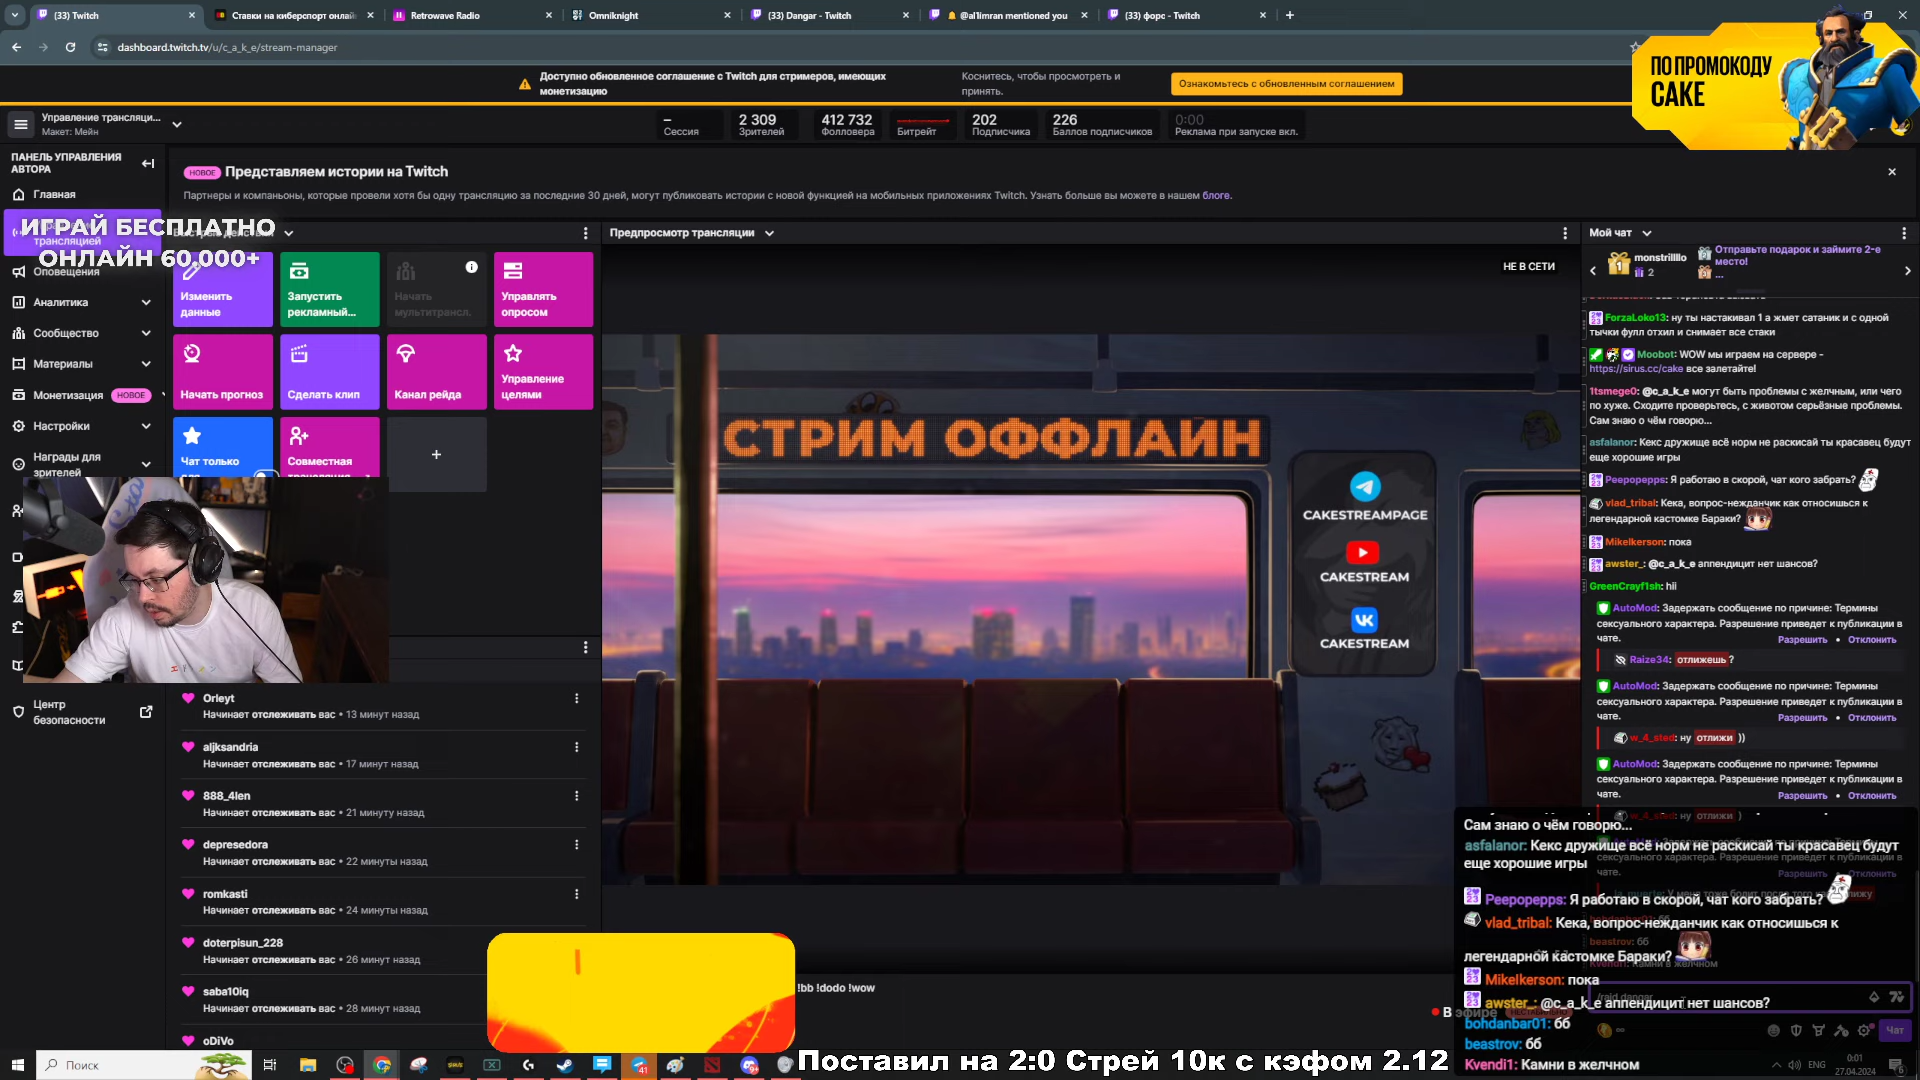 (33) Twitch
Ставки на киберспорт онлай
Retrowave Radio
Omniknight
(33) Dangar - Twitch
@al1imran mentioned you
(33) форс - Twitch
dashboard.twitch.tv/u/c_a_k_e/stream-manager
Доступно обновленное соглашение с Twitch для стримеров, имеющих
монетизацию
Коснитесь, чтобы просмотреть и
принять.
Ознакомьтесь с обновленным соглашением
ПО ПРОМОКОДУ
CAKE
Управление трансляци...
Макет: Мейн
–
Сессия
2 309
Зрителей
412 732
Фолловера
Битрейт
202
Подписчика
226
Баллов подписчиков
0:00
Реклама при запуске вкл.
ПАНЕЛЬ УПРАВЛЕНИЯ
АВТОРА
Главная
трансляцией
ИГРАЙ БЕСПЛАТНО
ОНЛАЙН 60,000+
Оповещения
Аналитика
Сообщество
Материалы
Монетизация НОВОЕ
Настройки
Награды для
зрителей
Центр
безопасности
НОВОЕ Представляем истории на Twitch
Партнеры и компаньоны, которые провели хотя бы одну трансляцию за последние 30 дней, могут публиковать истории с новой функцией на мобильных приложениях Twitch. Узнать больше вы можете в нашем блоге.
Изменить
данные
Запустить
рекламный...
Начать
мультитрансл.
Управлять
опросом
Начать прогноз
Сделать клип
Канал рейда
Управление
целями
Чат только
Совместная
Orleyt
Начинает отслеживать вас • 13 минут назад
aljksandria
Начинает отслеживать вас • 17 минут назад
888_4len
Начинает отслеживать вас • 21 минуту назад
depresedora
Начинает отслеживать вас • 22 минуты назад
romkasti
Начинает отслеживать вас • 24 минуты назад
doterpisun_228
Начинает отслеживать вас • 26 минут назад
saba10iq
Начинает отслеживать вас • 28 минут назад
oDiVo
Предпросмотр трансляции
НЕ В СЕТИ
СТРИМ ОФФЛАЙН
CAKESTREAMPAGE
CAKESTREAM
CAKESTREAM
!bb !dodo !wow
В эфире
Мой чат
monstrilllo
2
Отправьте подарок и займите 2-е
место!
...
ForzaLoko13: ну ты настакивал 1 а жмет сатаник и с одной
тычки фулл отхил и снимает все стаки
Moobot: WOW мы играем на сервере -
https://sirus.cc/cake все залетайте!
1tsmege0: @c_a_k_e могут быть проблемы с желчным, или чего
по хуже. Сходите проверьтесь, с животом серьёзные проблемы.
Сам знаю о чём говорю...
asfalanor: Кекс дружище всё норм не раскисай ты красавец будут
еще хорошие игры
Peepopepps: Я работаю в скорой, чат кого забрать?
vlad_tribal: Кека, вопрос-нежданчик как относишься к
легендарной кастомке Бараки?
Mikelkerson: пока
awster_: @c_a_k_e аппендицит нет шансов?
GreenCrayf1sh: hii
AutoMod: Задержать сообщение по причине: Термины
сексуального характера. Разрешение приведет к публикации в
чате.
Разрешить • Отклонить
Raize34: отлижешь ?
AutoMod: Задержать сообщение по причине: Термины
сексуального характера. Разрешение приведет к публикации в
чате.
Разрешить • Отклонить
w_4_sted: ну отлижи ))
AutoMod: Задержать сообщение по причине: Термины
сексуального характера. Разрешение приведет к публикации в
чате.
Разрешить • Отклонить
Сам знаю о чём говорю...
asfalanor: Кекс дружище всё норм не раскисай ты красавец будут
еще хорошие игры
Peepopepps: Я работаю в скорой, чат кого забрать?
vlad_tribal: Кека, вопрос-нежданчик как относишься к
легендарной кастомке Бараки?
Mikelkerson: пока
awster_: @c_a_k_e аппендицит нет шансов?
bohdanbar01: бб
beastrov: бб
Kvendi1: Камни в желчном
/raid dangar
Чат
Поставил на 2:0 Стрей 10к с кэфом 2.12
Поиск
41
ENG
0:01
27.04.2024